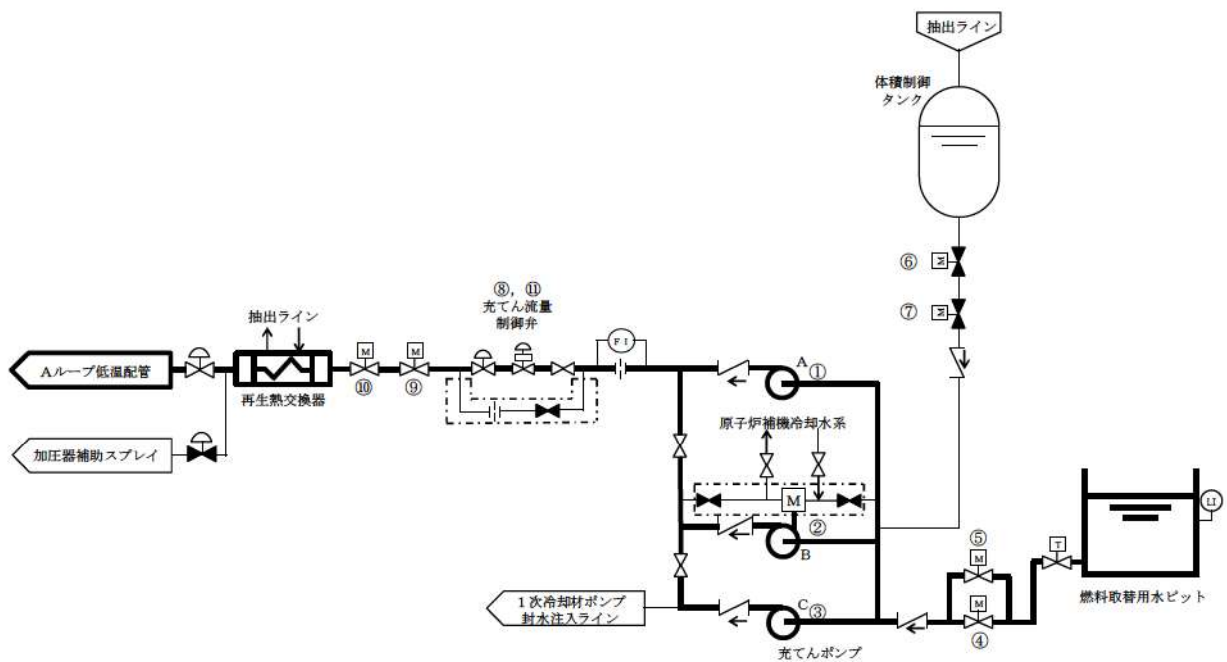 抽出ライン
体積制御
タンク
⑥
M
⑦
M
⑧，⑪
充てん流量
制御弁
抽出ライン
FI
M
M
A
①
Aループ低温配管
⑩
⑨
再生熱交換器
原子炉補機冷却水系
加圧器補助スプレイ
M
②
B
LI
⑤
T
M
M
1次冷却材ポンプ
封水注入ライン
C
③
④
燃料取替用水ピット
充てんポンプ